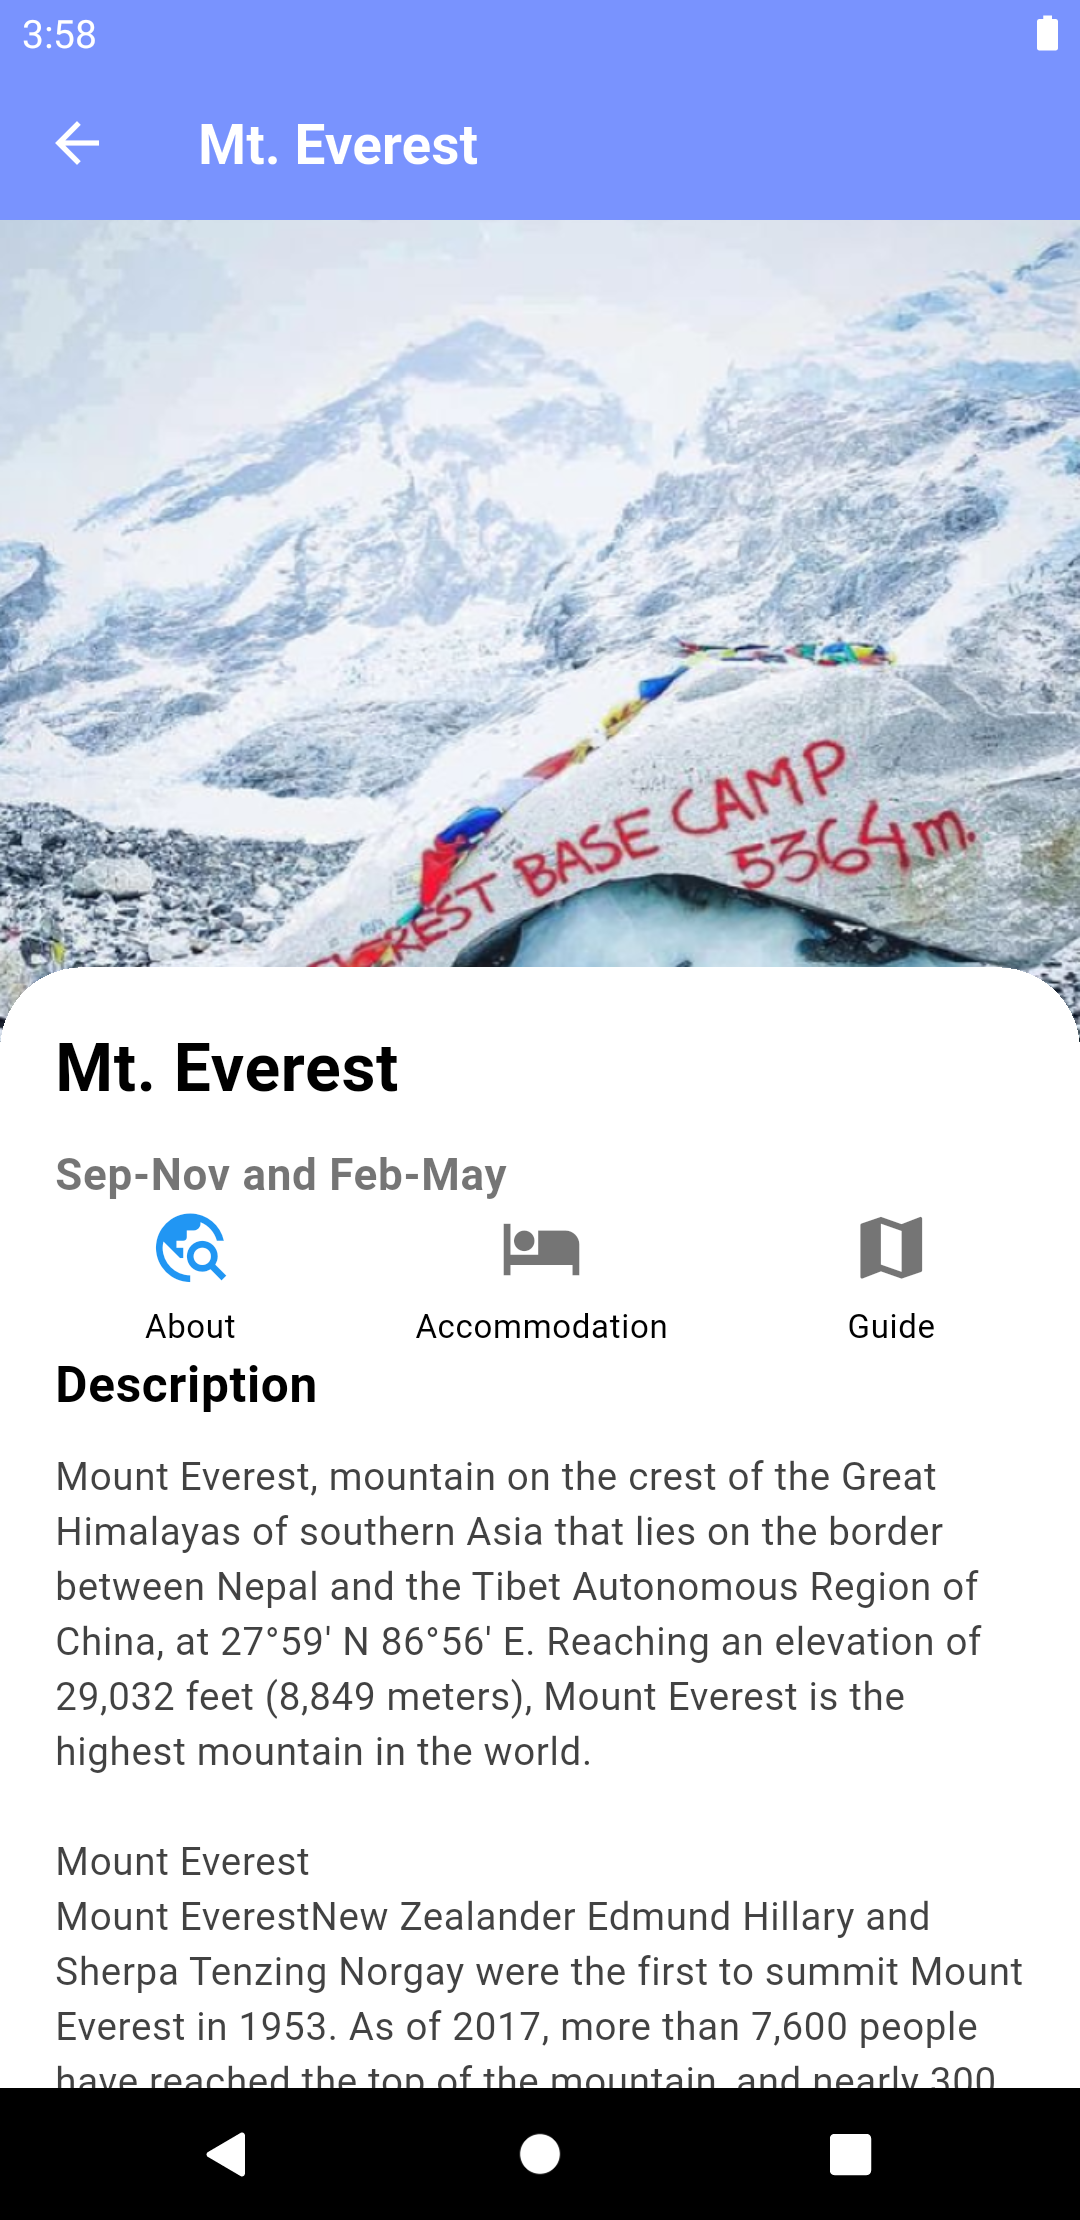 3:58
Mt. Everest
EREST BASE CAMP
5364m.
Mt. Everest
Sep-Nov and Feb-May
About
Accommodation
Guide
Description
Mount Everest, mountain on the crest of the Great
Himalayas of southern Asia that lies on the border
between Nepal and the Tibet Autonomous Region of
China, at 27°59' N 86°56' E. Reaching an elevation of
29,032 feet (8,849 meters), Mount Everest is the
highest mountain in the world.
Mount Everest
Mount EverestNew Zealander Edmund Hillary and
Sherpa Tenzing Norgay were the first to summit Mount
Everest in 1953. As of 2017, more than 7,600 people
have reached the top of the mountain, and nearly 300